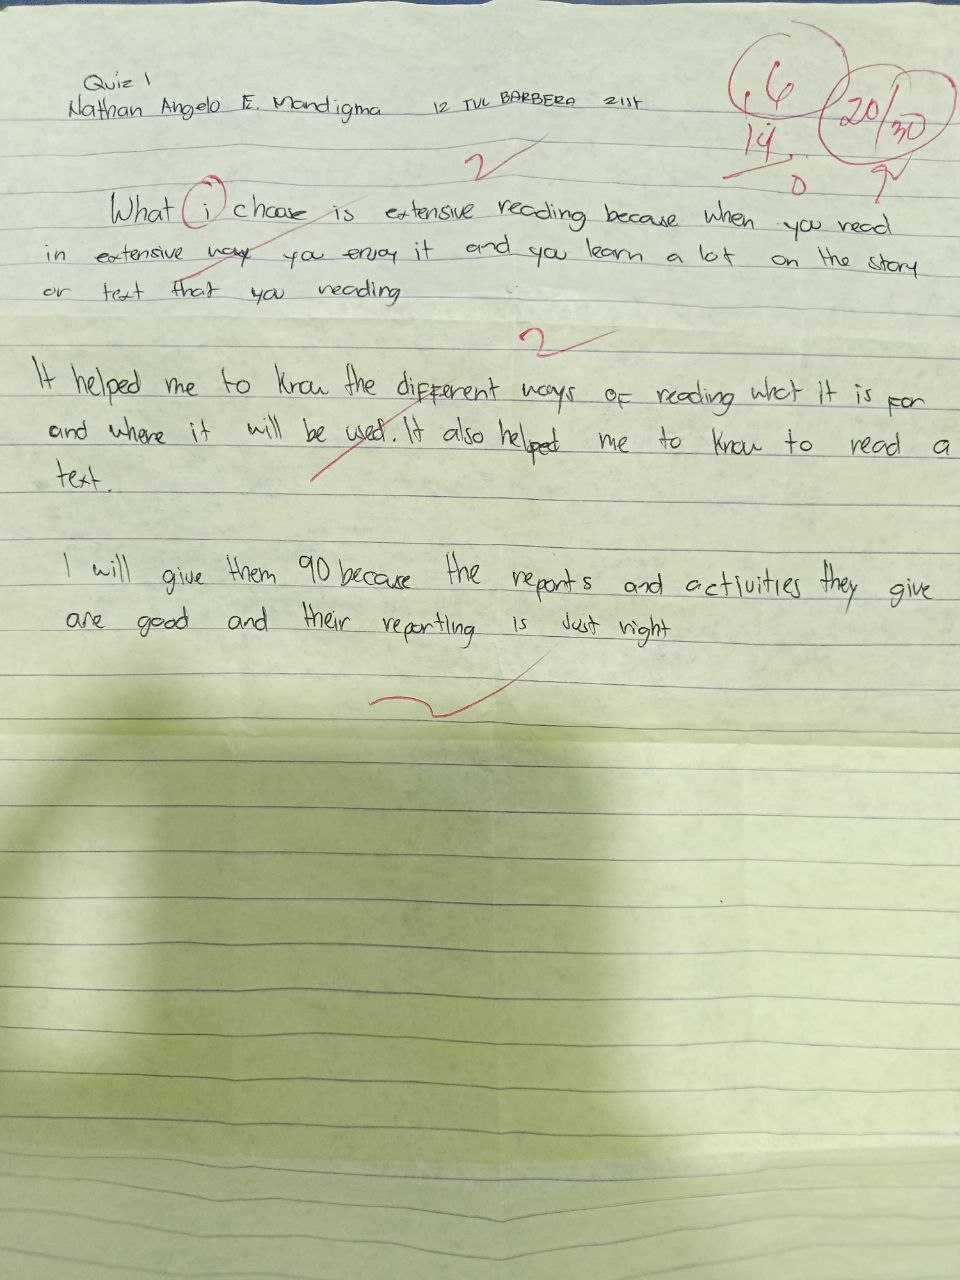 Quiz 1
Nathan Angelo E. Mandigma 12 TVL BARBERA 21st
6
20/30
14
0
2
What i choose is extensive reading because when you read
in extensive way you enjoy it and you learn a lot on the story
or text that you reading
2
It helped me to know the different ways of reading what it is for
and where it will be used. It also helped me to know to read a
text.
I will give them 90 because the reports and activities they give
are good and their reporting is Just right